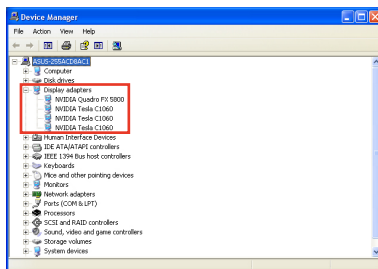 Device Manager
File Action View Help
ASUS-255ACD8AC1
Computer
Disk drives
Display adapters
NVIDIA Quadro FX 5800
NVIDIA Tesla C1060
NVIDIA Tesla C1060
NVIDIA Tesla C1060
Human Interface Devices
IDE ATA/ATAPI controllers
IEEE 1394 Bus host controllers
Keyboards
Mice and other pointing devices
Monitors
Network adapters
Ports (COM & LPT)
Processors
SCSI and RAID controllers
Sound, video and game controllers
Storage volumes
System devices